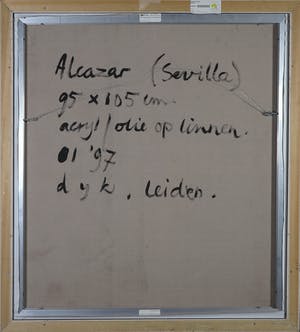 Alcazar (Sevilla)
95 x 105 cm.
acryl / olie op linnen.
01 '97
dyk, leiden.